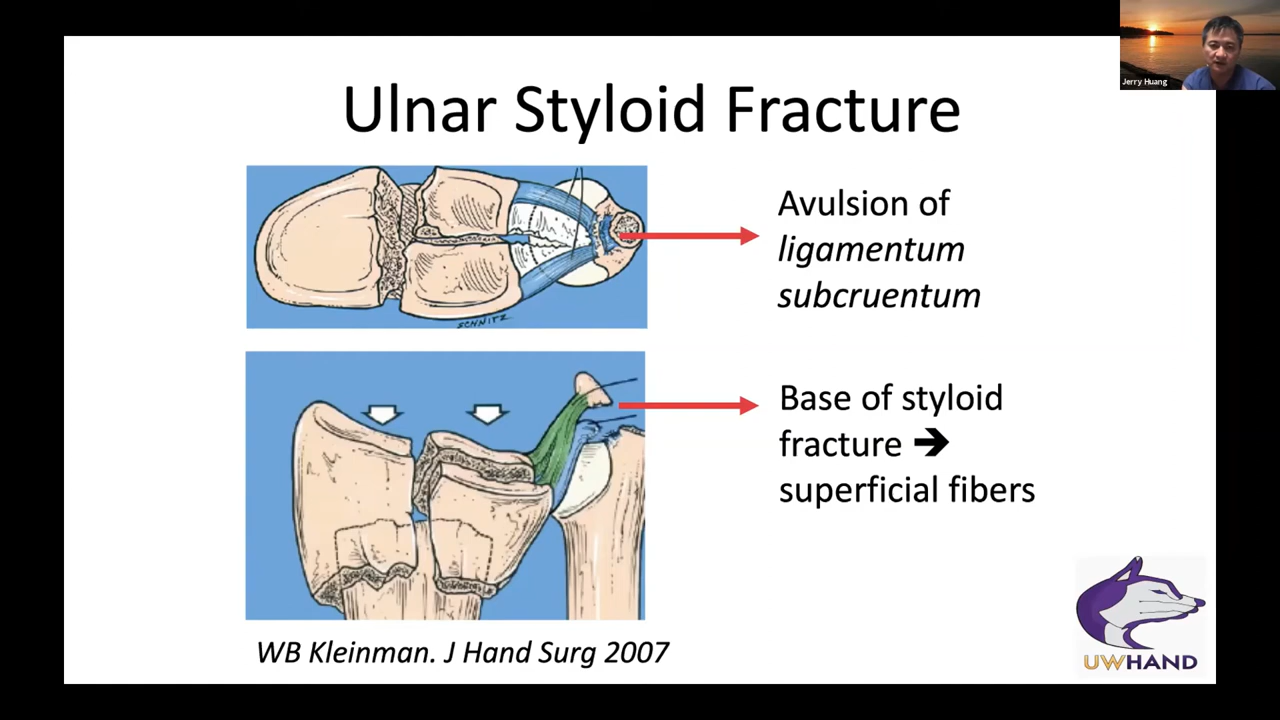 Jerry Huang
Ulnar Styloid Fracture
SCHNITZ
Avulsion of
ligamentum
subcruentum
Base of styloid
fracture ➔
superficial fibers
WB Kleinman. J Hand Surg 2007
UWHAND